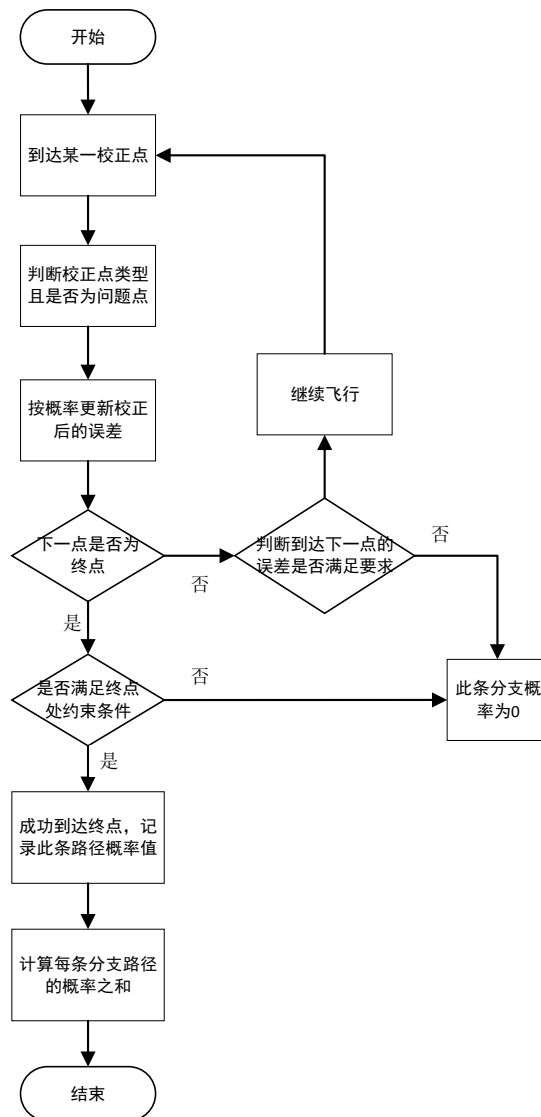 开始
到达某一校正点
判断校正点类型
且是否为问题点
按概率更新校正
后的误差
继续飞行
下一点是否为
终点
否
判断到达下一点的
误差是否满足要求
否
是
是否满足终点
处约束条件
否
此条分支概
率为0
是
成功到达终点，记
录此条路径概率值
计算每条分支路径
的概率之和
结束